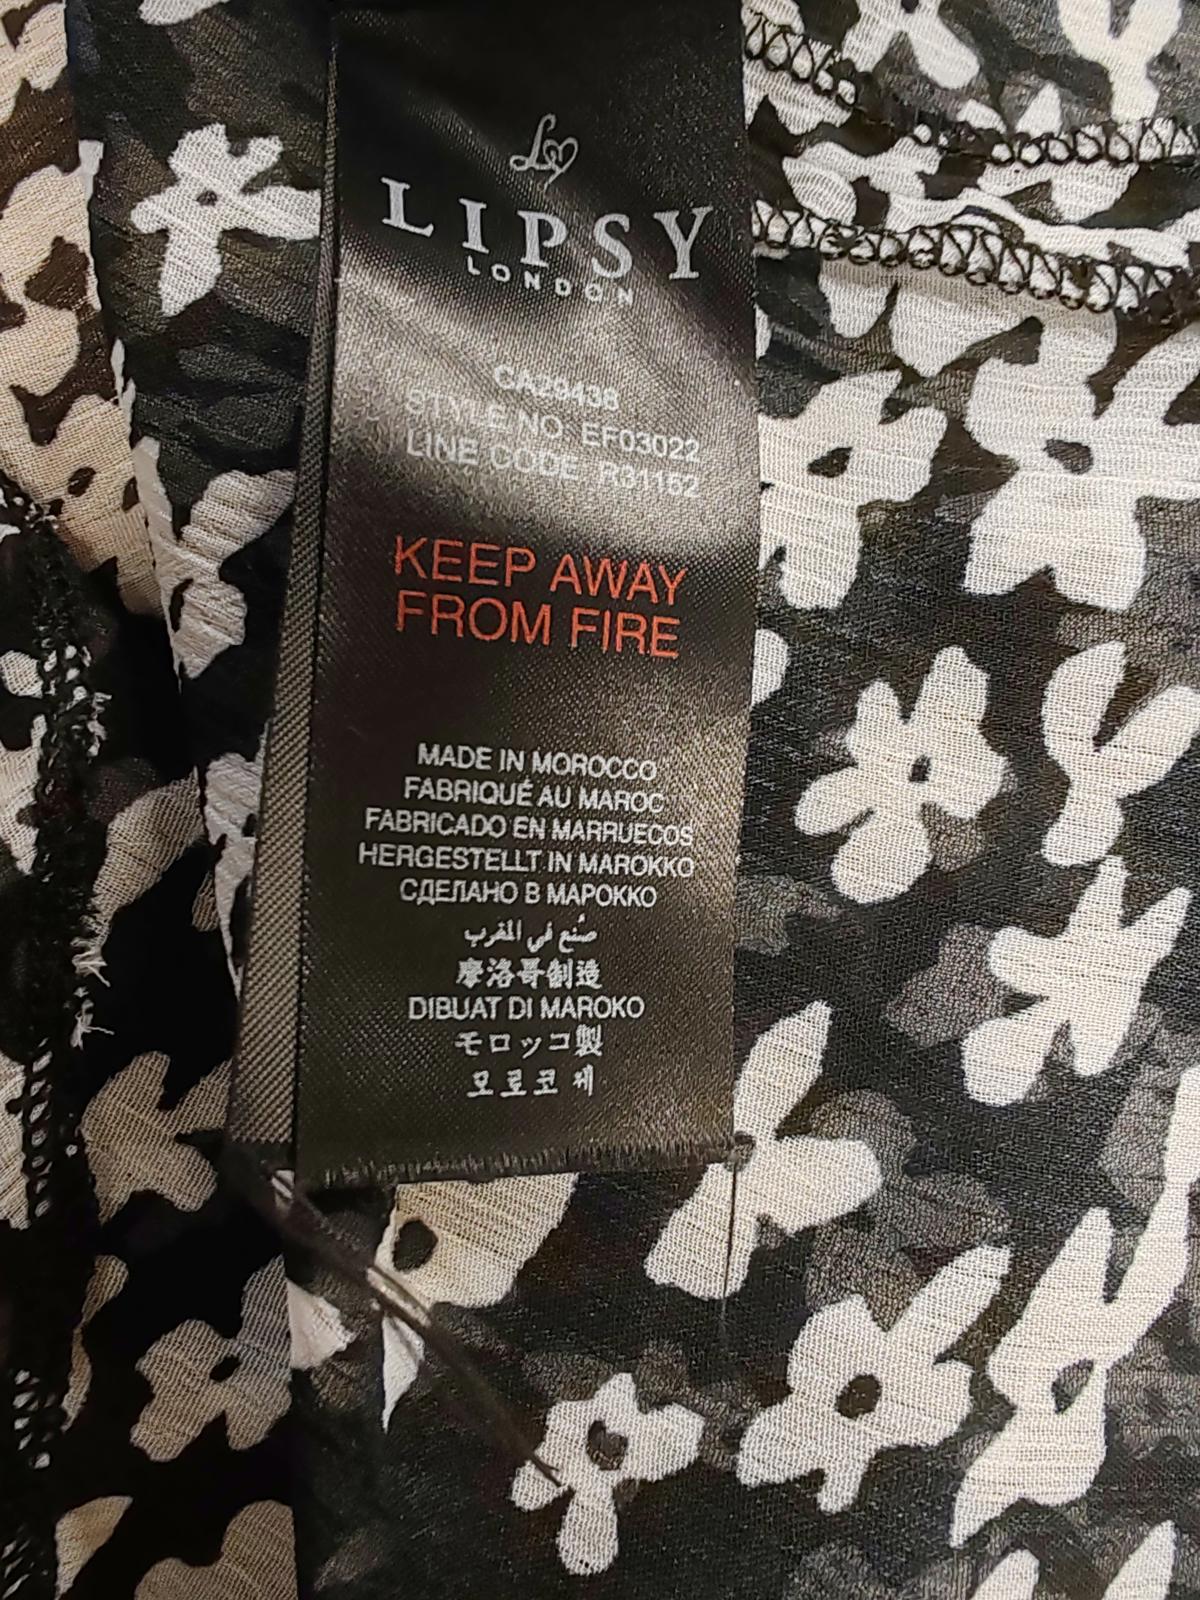 LIPSY
LONDON
CA29438
STYLE NO. EF03022
LINE CODE R31152
KEEP AWAY
FROM FIRE
MADE IN MOROCCO
FABRIQUÉ AU MAROC
FABRICADO EN MARRUECOS
HERGESTELLT IN MAROKKO
СДЕЛАНО В МАРОККО
صُنع في المغرب
摩洛哥制造
DIBUAT DI MAROKO
モロッコ製
모로코 제